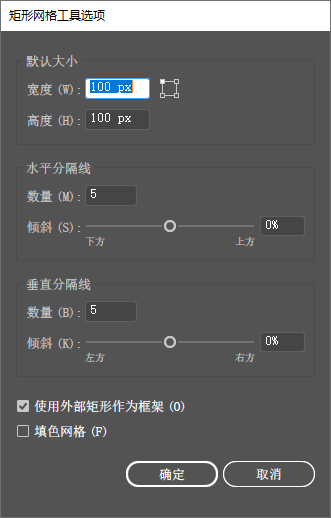 矩形网格工具选项
默认大小
宽度 (W): 100 px
高度 (H): 100 px
水平分隔线
数量 (M): 5
倾斜 (S): 0%
下方 上方
垂直分隔线
数量 (B): 5
倾斜 (K): 0%
左方 右方
使用外部矩形作为框架 (O)
填色网格 (F)
确定 取消